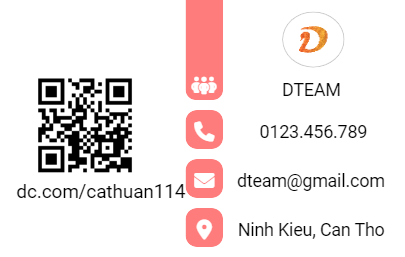 dc.com/cathuan114
D
DTEAM
0123.456.789
dteam@gmail.com
Ninh Kieu, Can Tho